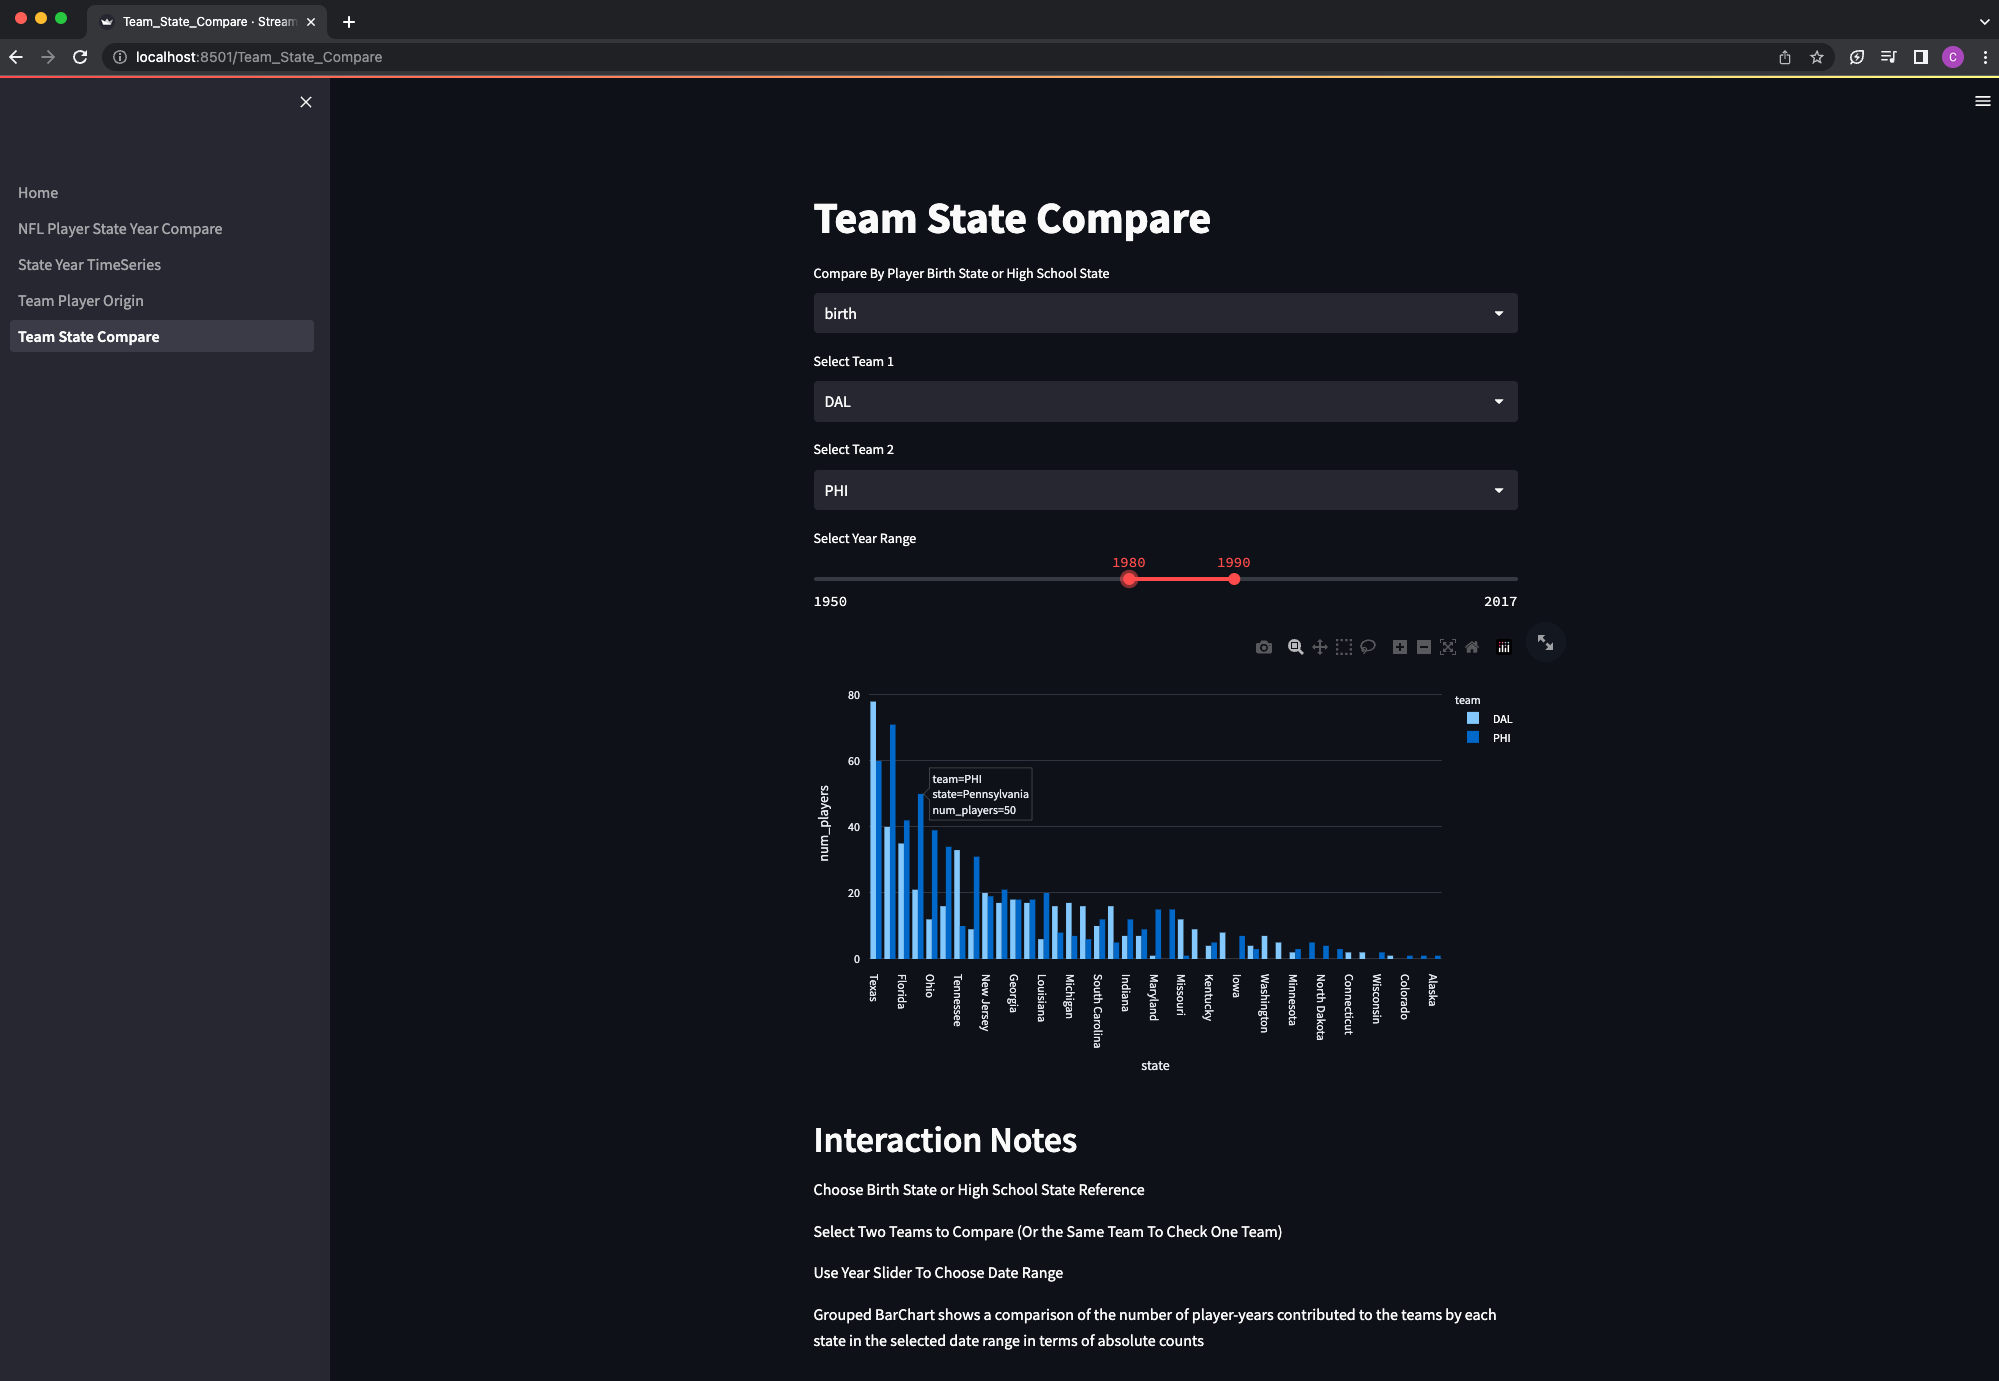 Team_State_Compare · Stream
localhost:8501/Team_State_Compare
C
Home
NFL Player State Year Compare
State Year TimeSeries
Team Player Origin
Team State Compare
Team State Compare
Compare By Player Birth State or High School State
birth
Select Team 1
DAL
Select Team 2
PHI
Select Year Range
1980 1990
1950 2017
team
DAL
PHI
80
60
40
20
0
num_players
team=PHI
state=Pennsylvania
num_players=50
Texas
Florida
Ohio
Tennessee
New Jersey
Georgia
Louisiana
Michigan
South Carolina
Indiana
Maryland
Missouri
Kentucky
Iowa
Washington
Minnesota
North Dakota
Connecticut
Wisconsin
Colorado
Alaska
state
Interaction Notes
Choose Birth State or High School State Reference
Select Two Teams to Compare (Or the Same Team To Check One Team)
Use Year Slider To Choose Date Range
Grouped BarChart shows a comparison of the number of player-years contributed to the teams by each
state in the selected date range in terms of absolute counts